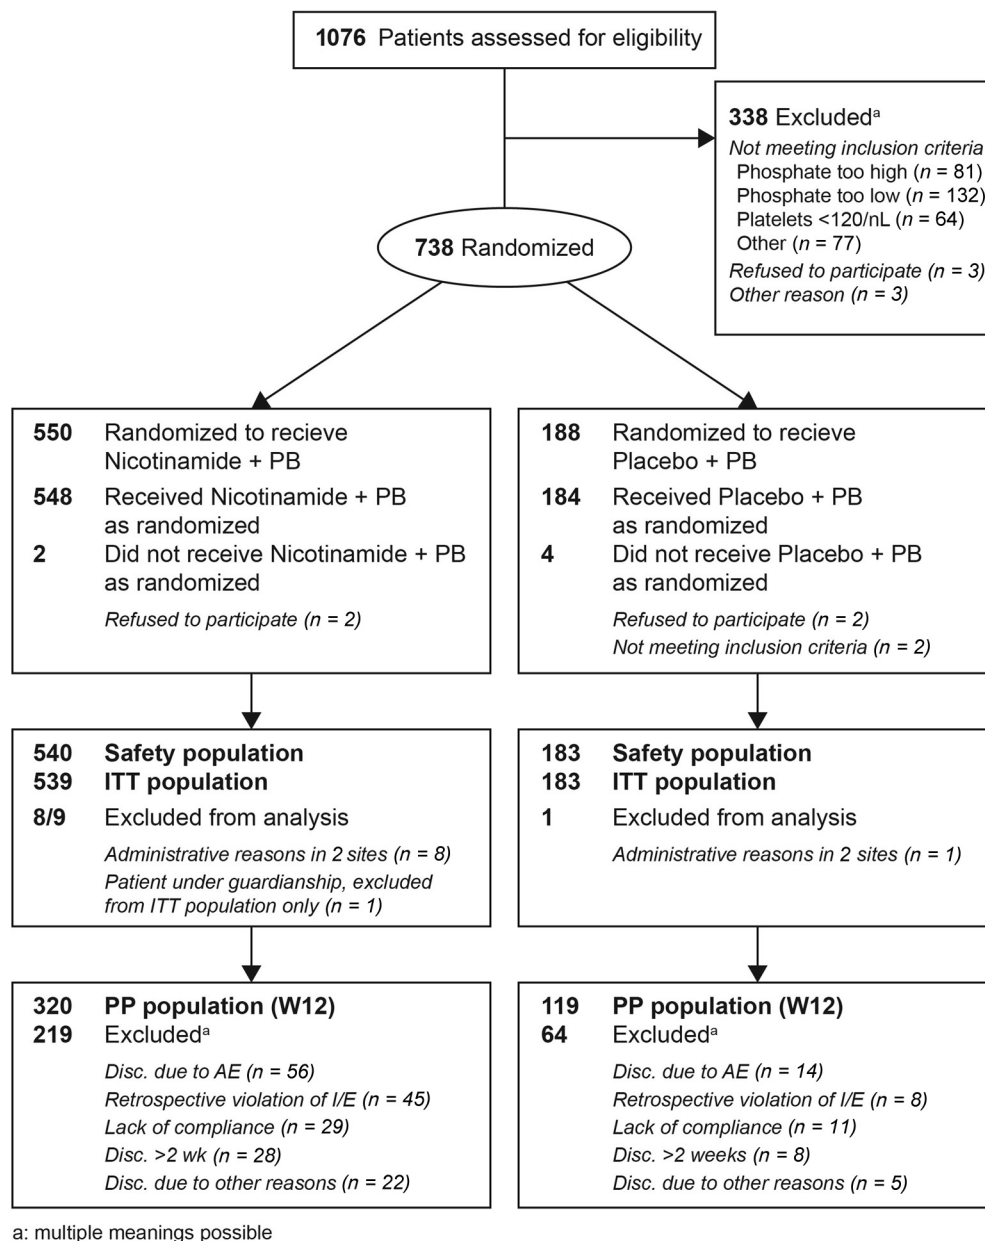 1076 Patients assessed for eligibility
338 Excludedᵃ
Not meeting inclusion criteria
Phosphate too high (n = 81)
Phosphate too low (n = 132)
Platelets <120/nL (n = 64)
Other (n = 77)
Refused to participate (n = 3)
Other reason (n = 3)
738 Randomized
550 Randomized to recieve
Nicotinamide + PB
548 Received Nicotinamide + PB
as randomized
2 Did not receive Nicotinamide + PB
as randomized
Refused to participate (n = 2)
188 Randomized to recieve
Placebo + PB
184 Received Placebo + PB
as randomized
4 Did not receive Placebo + PB
as randomized
Refused to participate (n = 2)
Not meeting inclusion criteria (n = 2)
540 Safety population
539 ITT population
8/9 Excluded from analysis
Administrative reasons in 2 sites (n = 8)
Patient under guardianship, excluded
from ITT population only (n = 1)
183 Safety population
183 ITT population
1 Excluded from analysis
Administrative reasons in 2 sites (n = 1)
320 PP population (W12)
219 Excludedᵃ
Disc. due to AE (n = 56)
Retrospective violation of I/E (n = 45)
Lack of compliance (n = 29)
Disc. >2 wk (n = 28)
Disc. due to other reasons (n = 22)
119 PP population (W12)
64 Excludedᵃ
Disc. due to AE (n = 14)
Retrospective violation of I/E (n = 8)
Lack of compliance (n = 11)
Disc. >2 weeks (n = 8)
Disc. due to other reasons (n = 5)
a: multiple meanings possible